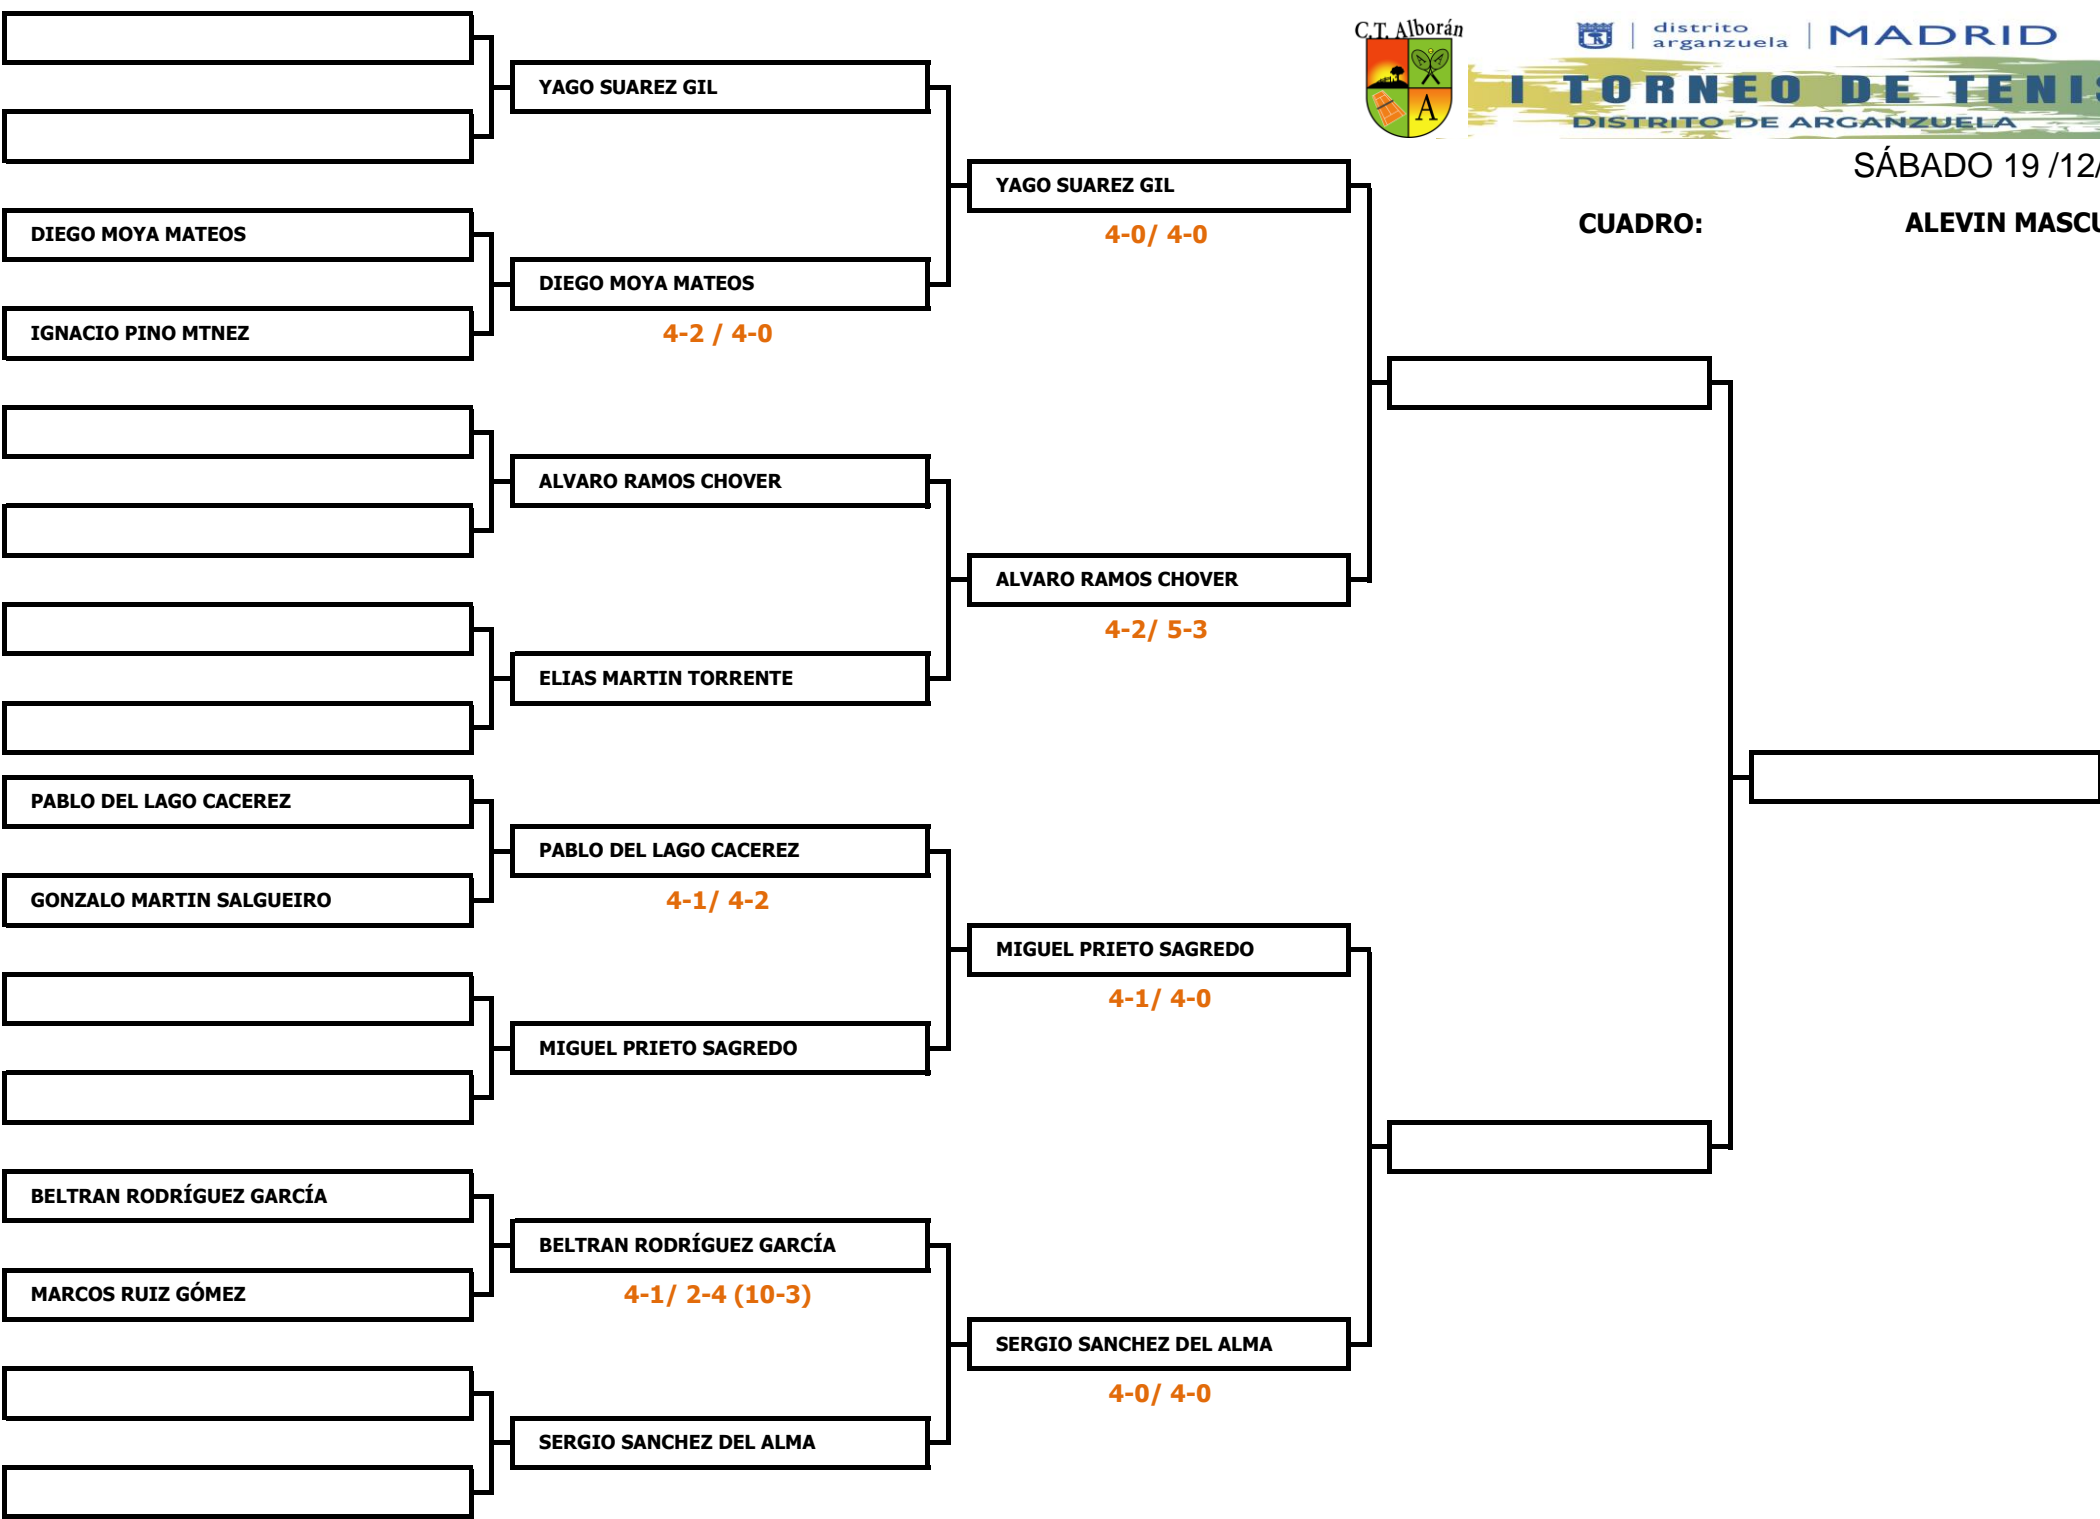 C.T. Alborán
A
distrito
arganzuela
MADRID
I TORNEO DE TENIS
DISTRITO DE ARGANZUELA
SÁBADO 19 /12/
CUADRO:
ALEVIN MASCU
YAGO SUAREZ GIL
YAGO SUAREZ GIL
4-0/ 4-0
DIEGO MOYA MATEOS
DIEGO MOYA MATEOS
4-2 / 4-0
IGNACIO PINO MTNEZ
ALVARO RAMOS CHOVER
ALVARO RAMOS CHOVER
4-2/ 5-3
ELIAS MARTIN TORRENTE
PABLO DEL LAGO CACEREZ
PABLO DEL LAGO CACEREZ
4-1/ 4-2
GONZALO MARTIN SALGUEIRO
MIGUEL PRIETO SAGREDO
4-1/ 4-0
MIGUEL PRIETO SAGREDO
BELTRAN RODRÍGUEZ GARCÍA
BELTRAN RODRÍGUEZ GARCÍA
4-1/ 2-4 (10-3)
MARCOS RUIZ GÓMEZ
SERGIO SANCHEZ DEL ALMA
4-0/ 4-0
SERGIO SANCHEZ DEL ALMA